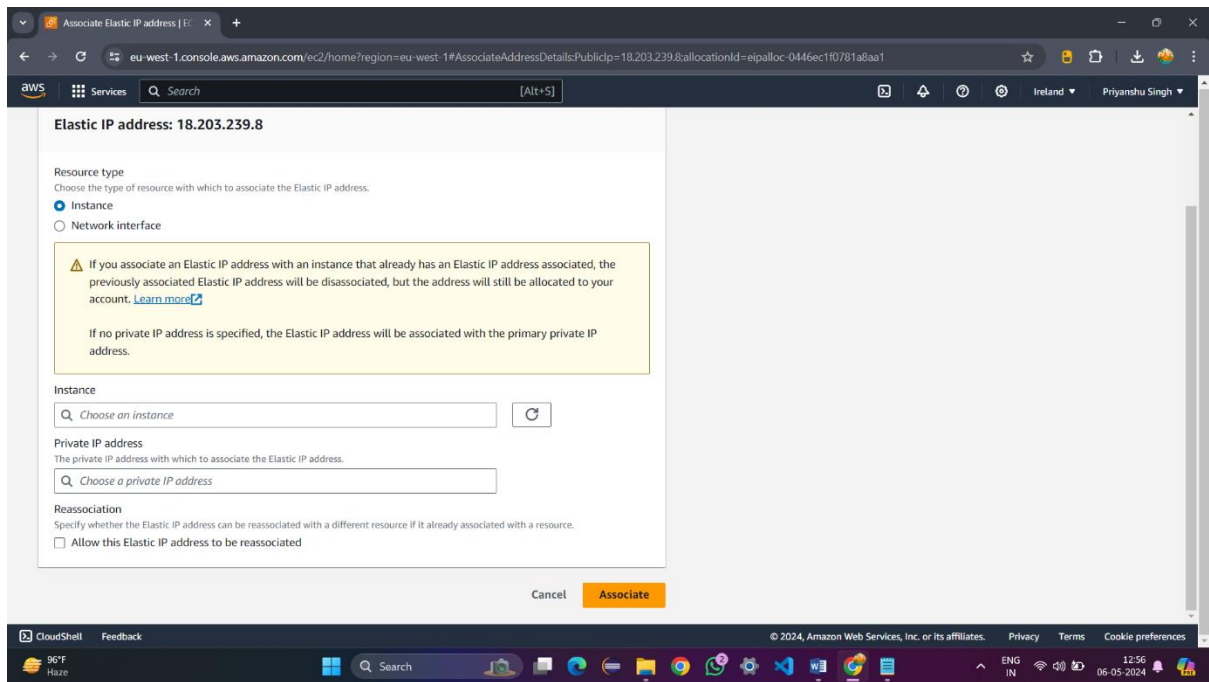 Associate Elastic IP address | EC
eu-west-1.console.aws.amazon.com/ec2/home?region=eu-west-1#AssociateAddressDetails:PublicIp=18.203.239.8;allocationId=eipalloc-0446ec1f0781a8aa1
aws Services Search [Alt+S] Ireland Priyanshu Singh
Elastic IP address: 18.203.239.8
Resource type
Choose the type of resource with which to associate the Elastic IP address.
Instance
Network interface
If you associate an Elastic IP address with an instance that already has an Elastic IP address associated, the
previously associated Elastic IP address will be disassociated, but the address will still be allocated to your
account. Learn more
If no private IP address is specified, the Elastic IP address will be associated with the primary private IP
address.
Instance
Choose an instance
Private IP address
The private IP address with which to associate the Elastic IP address.
Choose a private IP address
Reassociation
Specify whether the Elastic IP address can be reassociated with a different resource if it already associated with a resource.
Allow this Elastic IP address to be reassociated
Cancel Associate
CloudShell Feedback © 2024, Amazon Web Services, Inc. or its affiliates. Privacy Terms Cookie preferences
96°F
Haze
Search
2
ENG
IN
12:56
06-05-2024